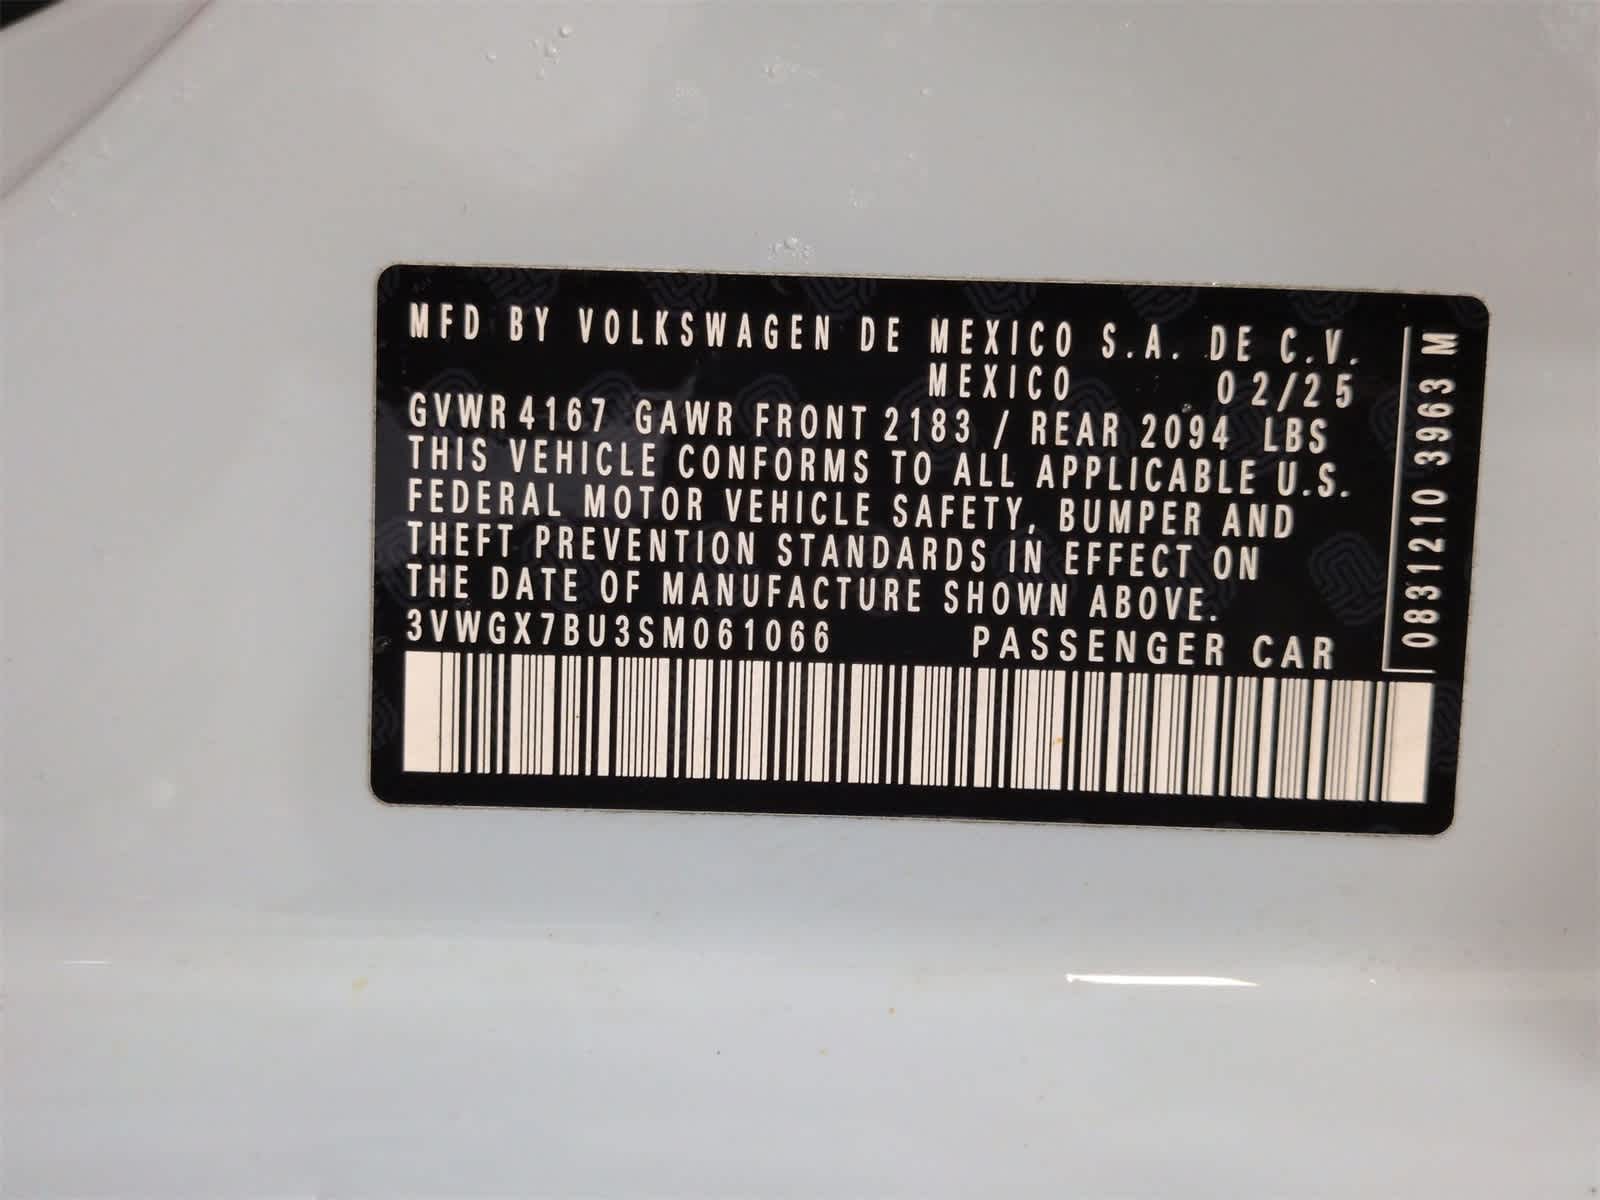 MFD BY VOLKSWAGEN DE MEXICO S.A. DE C.V.
MEXICO 02/25
GVWR 4167 GAWR FRONT 2183 / REAR 2094 LBS
THIS VEHICLE CONFORMS TO ALL APPLICABLE U.S.
FEDERAL MOTOR VEHICLE SAFETY, BUMPER AND
THEFT PREVENTION STANDARDS IN EFFECT ON
THE DATE OF MANUFACTURE SHOWN ABOVE.
3VWGX7BU3SM061066 PASSENGER CAR
0831210 3963 M